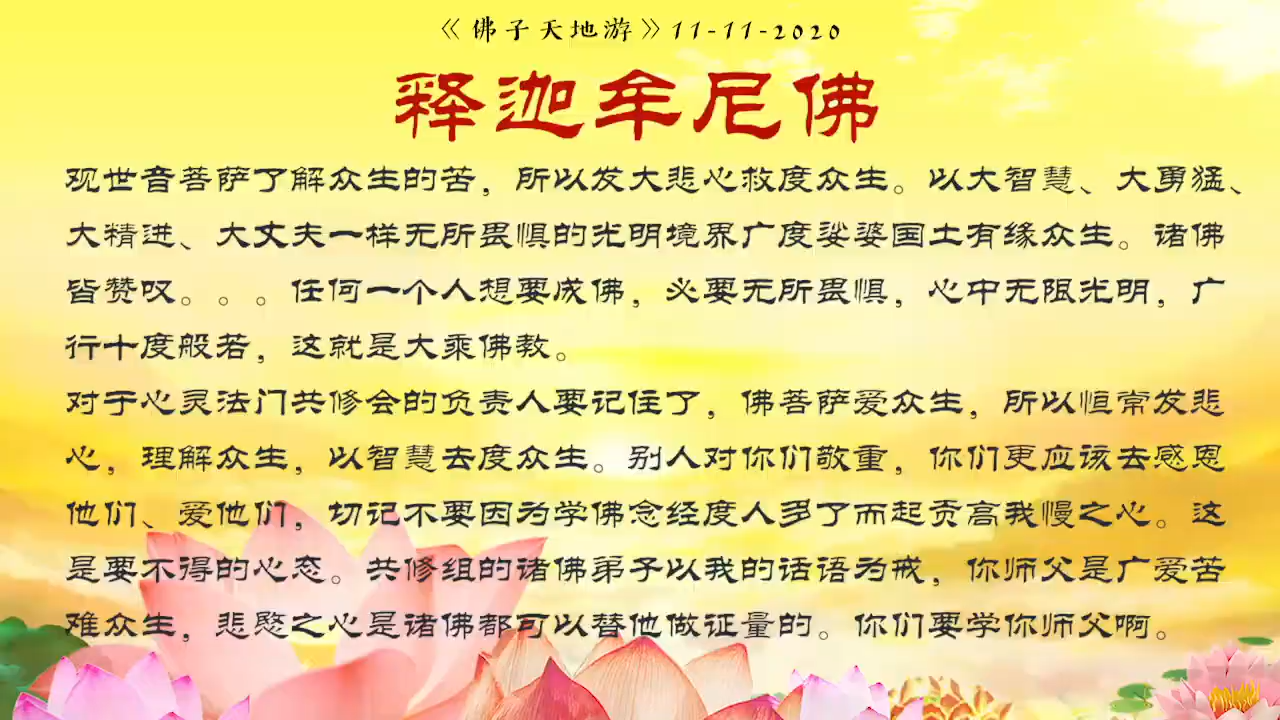 《佛子天地游》11-11-2020
释迦牟尼佛
观世音菩萨了解众生的苦，所以发大悲心救度众生。以大智慧、大勇猛、
大精进、大丈夫一样无所畏惧的光明境界广度娑婆国土有缘众生。诸佛
皆赞叹。。。任何一个人想要成佛，必要无所畏惧，心中无限光明，广
行十度般若，这就是大乘佛教。
对于心灵法门共修会的负责人要记住了，佛菩萨爱众生，所以恒常发悲
心，理解众生，以智慧去度众生。别人对你们敬重，你们更应该去感恩
他们、爱他们，切记不要因为学佛念经度人多了而起贡高我慢之心。这
是要不得的心态。共修组的诸佛弟子以我的话语为戒，你师父是广爱苦
难众生，悲愍之心是诸佛都可以替他做证量的。你们要学你师父啊。